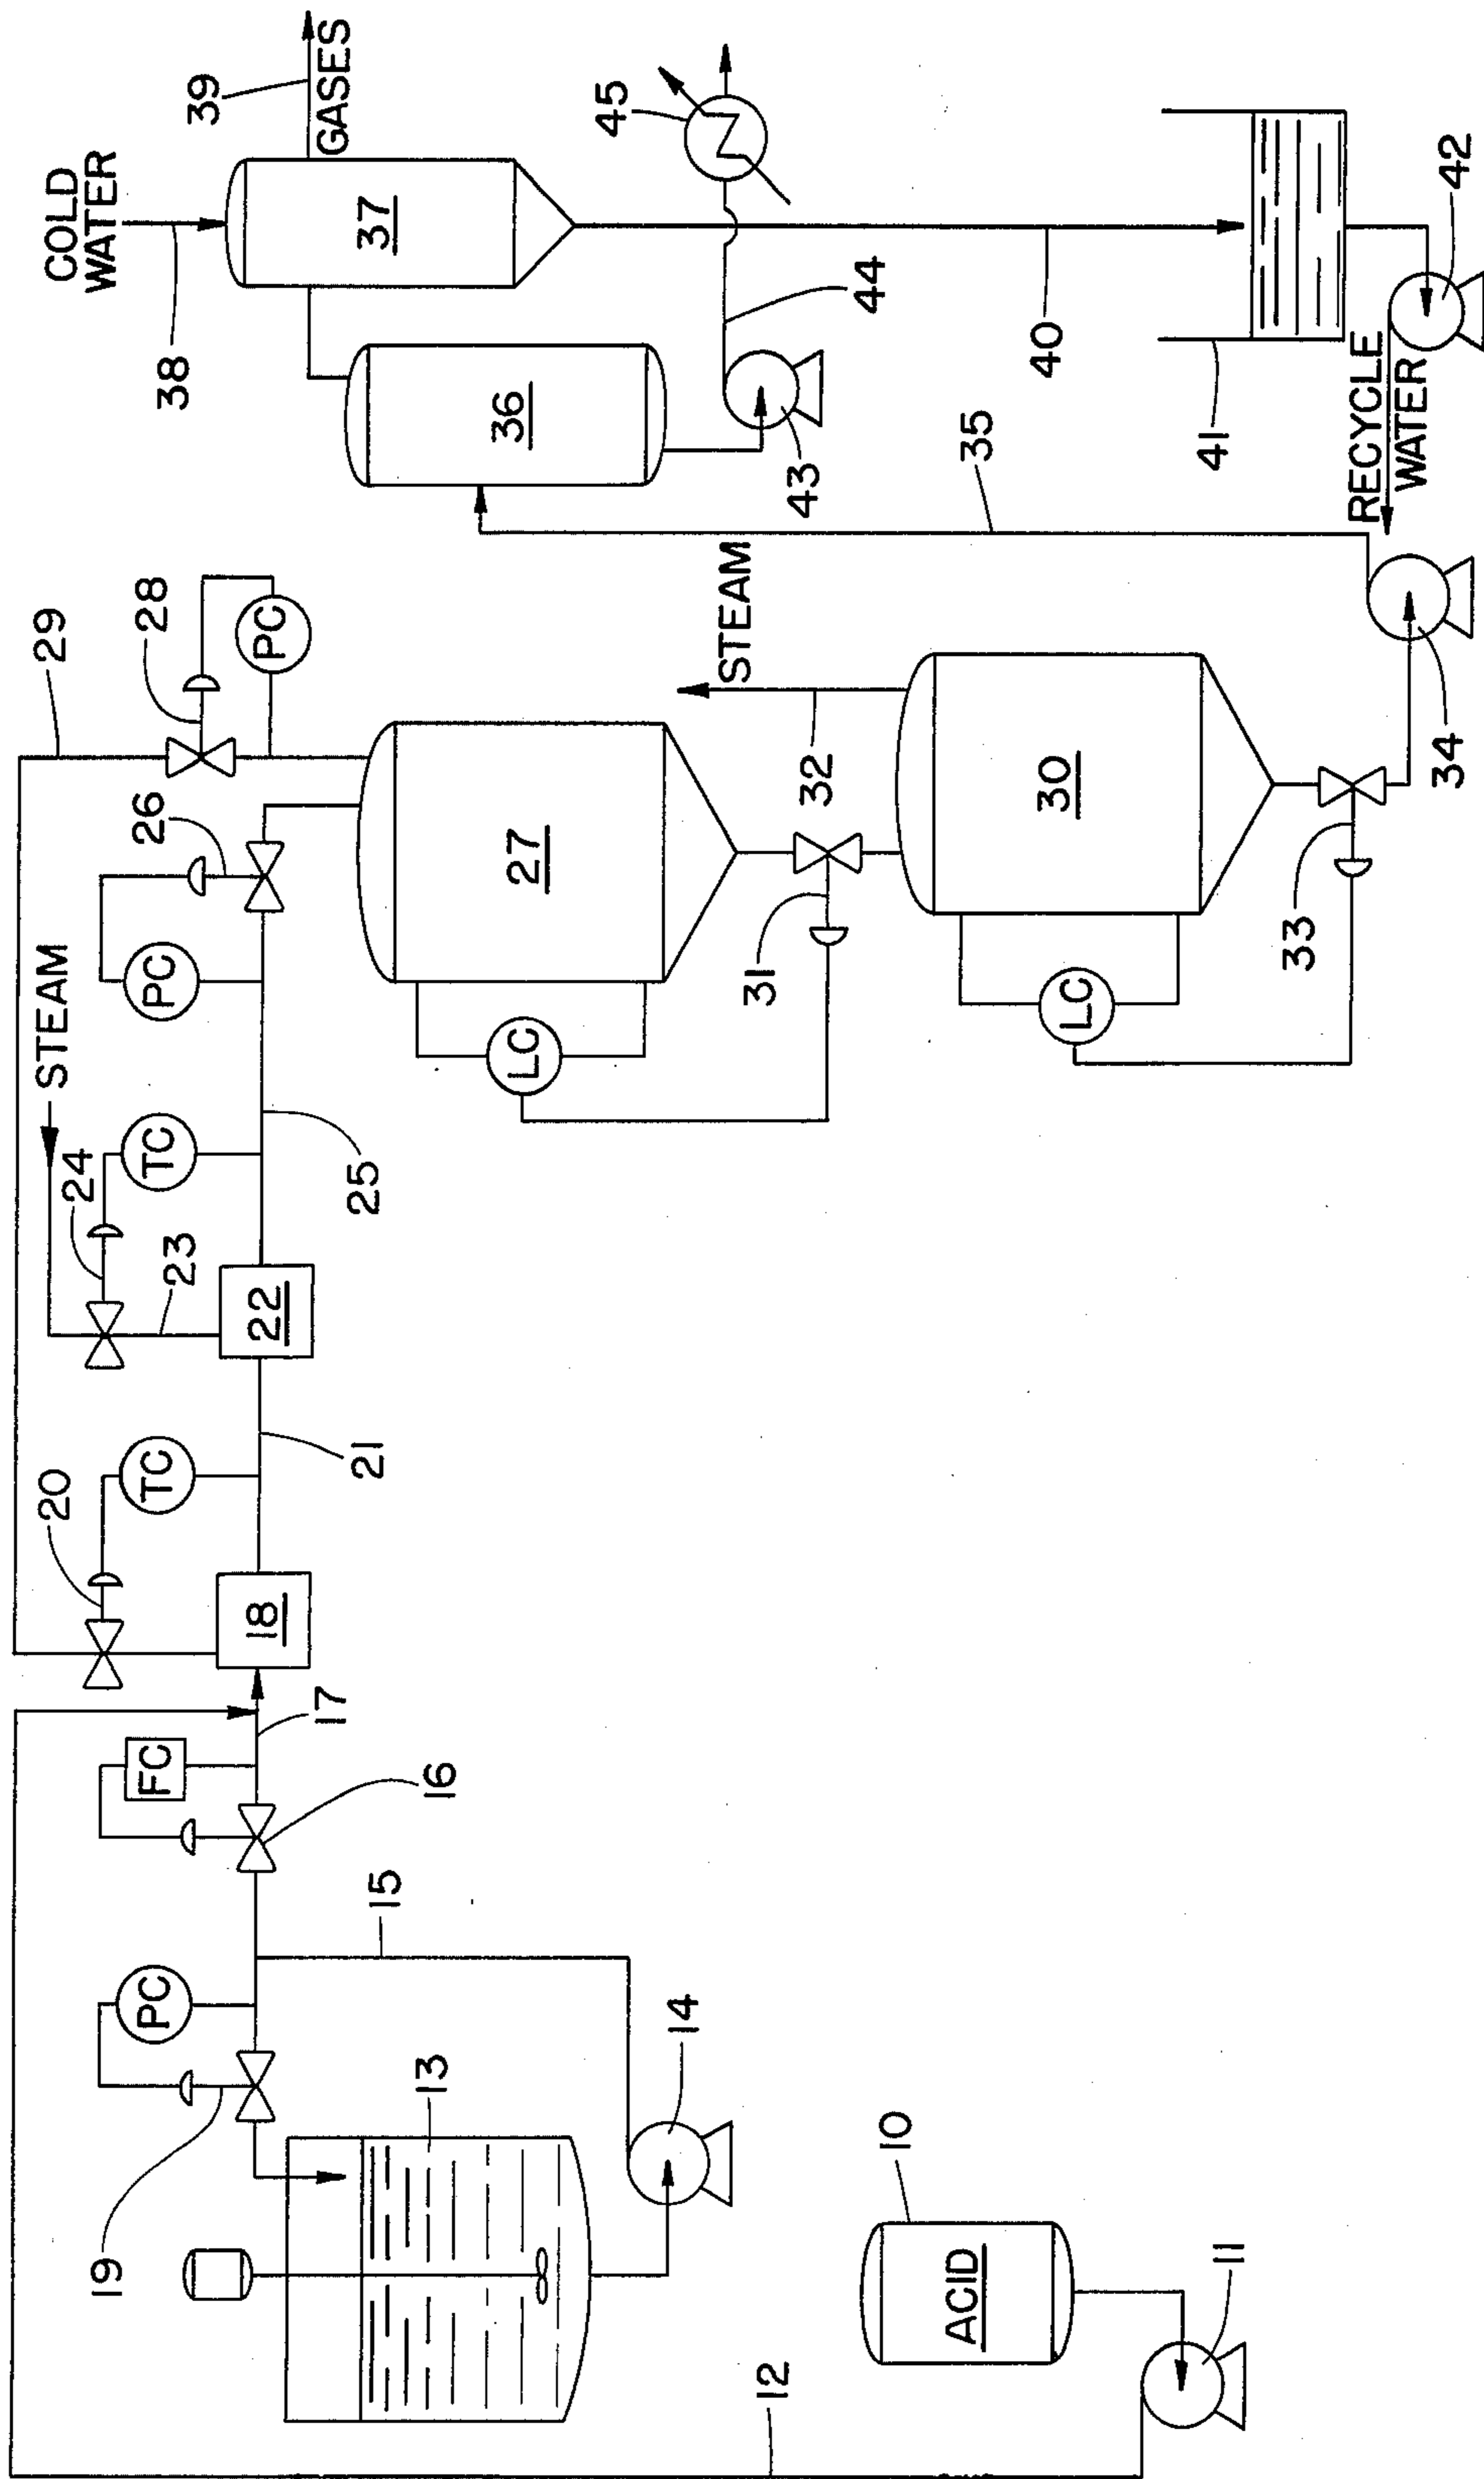 20
STEAM
29
COLD
WATER
19
24
PC
FC
TC
23
TC
PC
26
28
38
39
PC
18
22
37
GASES
17
21
25
13
15
16
27
LC
36
45
14
STEAM
31
32
43
44
12
10
ACID
30
LC
35
40
11
33
34
41
RECYCLE
WATER
42